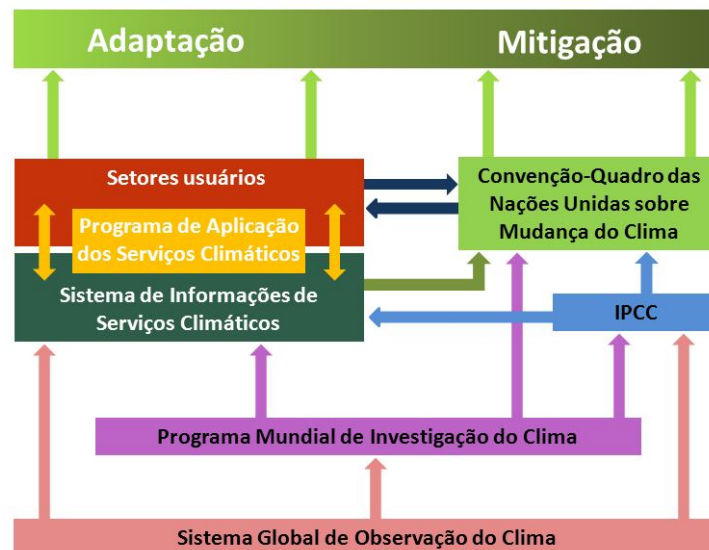 Adaptação
Mitigação
Setores usuários
Programa de Aplicação
dos Serviços Climáticos
Sistema de Informações de
Serviços Climáticos
Convenção-Quadro das
Nações Unidas sobre
Mudança do Clima
IPCC
Programa Mundial de Investigação do Clima
Sistema Global de Observação do Clima